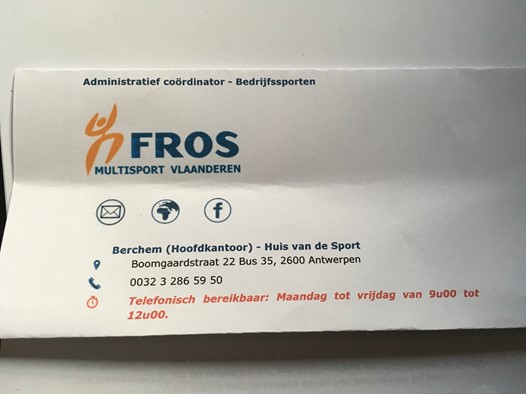 Administratief coördinator - Bedrijfssporten
FROS
MULTISPORT VLAANDEREN
f
Berchem (Hoofdkantoor) - Huis van de Sport
Boomgaardstraat 22 Bus 35, 2600 Antwerpen
0032 3 286 59 50
Telefonisch bereikbaar: Maandag tot vrijdag van 9u00 tot
12u00.